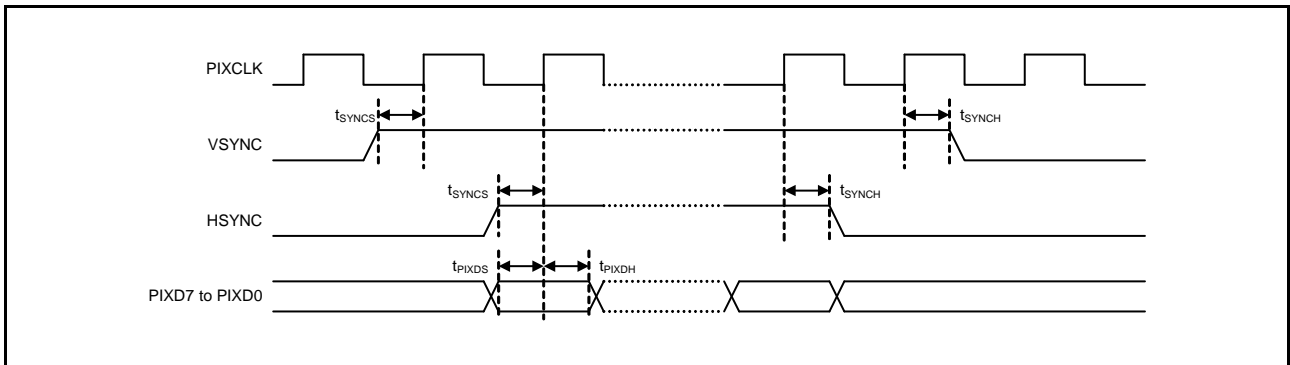 PIXCLK
tSYNCS
tSYNCH
VSYNC
tSYNCS
tSYNCH
HSYNC
tPIXDS
tPIXDH
PIXD7 to PIXD0